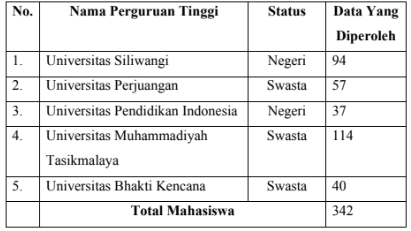 No. Nama Perguruan Tinggi Status Data Yang
Diperoleh
1. Universitas Siliwangi Negeri 94
2. Universitas Perjuangan Swasta 57
3. Universitas Pendidikan Indonesia Negeri 37
4. Universitas Muhammadiyah Swasta 114
Tasikmalaya
5. Universitas Bhakti Kencana Swasta 40
Total Mahasiswa 342